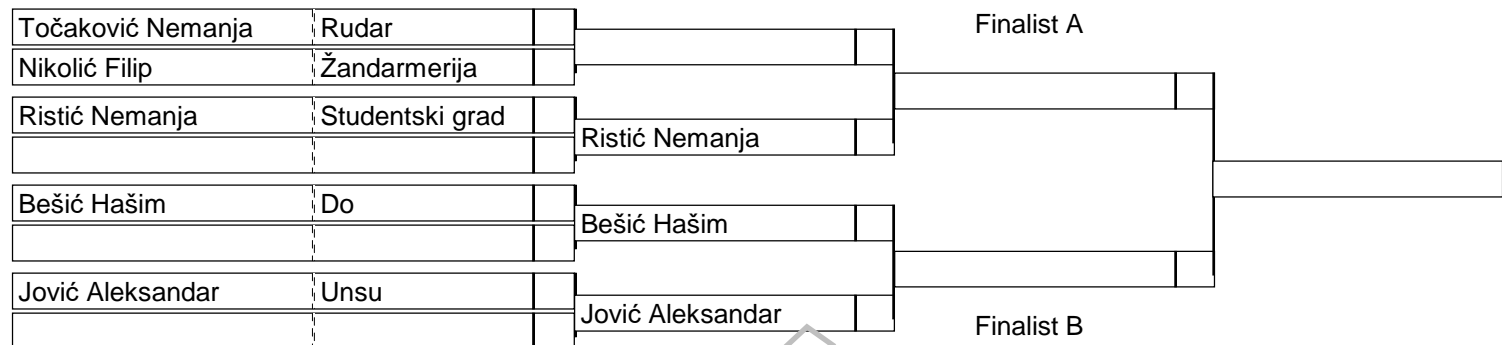 Točaković Nemanja Rudar
Nikolić Filip Žandarmerija
Ristić Nemanja Studentski grad
Bešić Hašim Do
Jović Aleksandar Unsu
Ristić Nemanja
Bešić Hašim
Jović Aleksandar
Finalist A
Finalist B